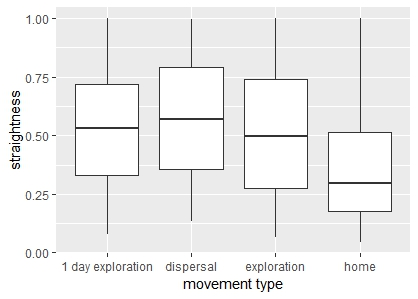 1.00
0.75
0.50
0.25
0.00
straightness
1 day exploration dispersal exploration home
movement type